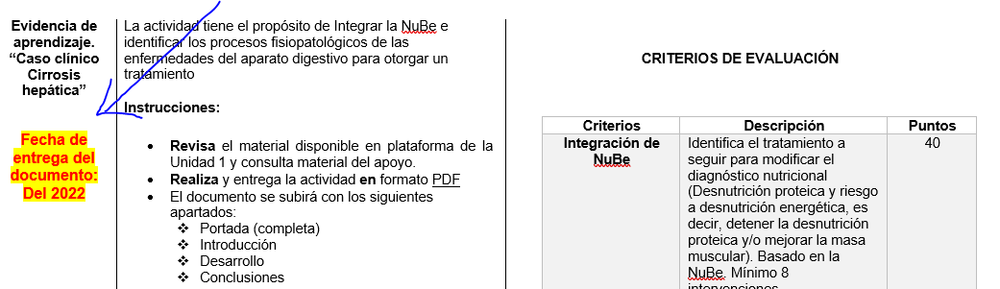 Evidencia de
aprendizaje.
“Caso clínico
Cirrosis
hepática”
Fecha de
entrega del
documento:
Del 2022
La actividad tiene el propósito de Integrar la NuBe e
identificar los procesos fisiopatológicos de las
enfermedades del aparato digestivo para otorgar un
tratamiento
Instrucciones:
• Revisa el material disponible en plataforma de la
Unidad 1 y consulta material del apoyo.
• Realiza y entrega la actividad en formato PDF
• El documento se subirá con los siguientes
apartados:
❖ Portada (completa)
❖ Introducción
❖ Desarrollo
❖ Conclusiones
CRITERIOS DE EVALUACIÓN
Criterios Descripción Puntos
Integración de
NuBe
Identifica el tratamiento a
seguir para modificar el
diagnóstico nutricional
(Desnutrición proteica y riesgo
a desnutrición energética, es
decir, detener la desnutrición
proteica y/o mejorar la masa
muscular). Basado en la
NuBe. Mínimo 8
intervenciones
40